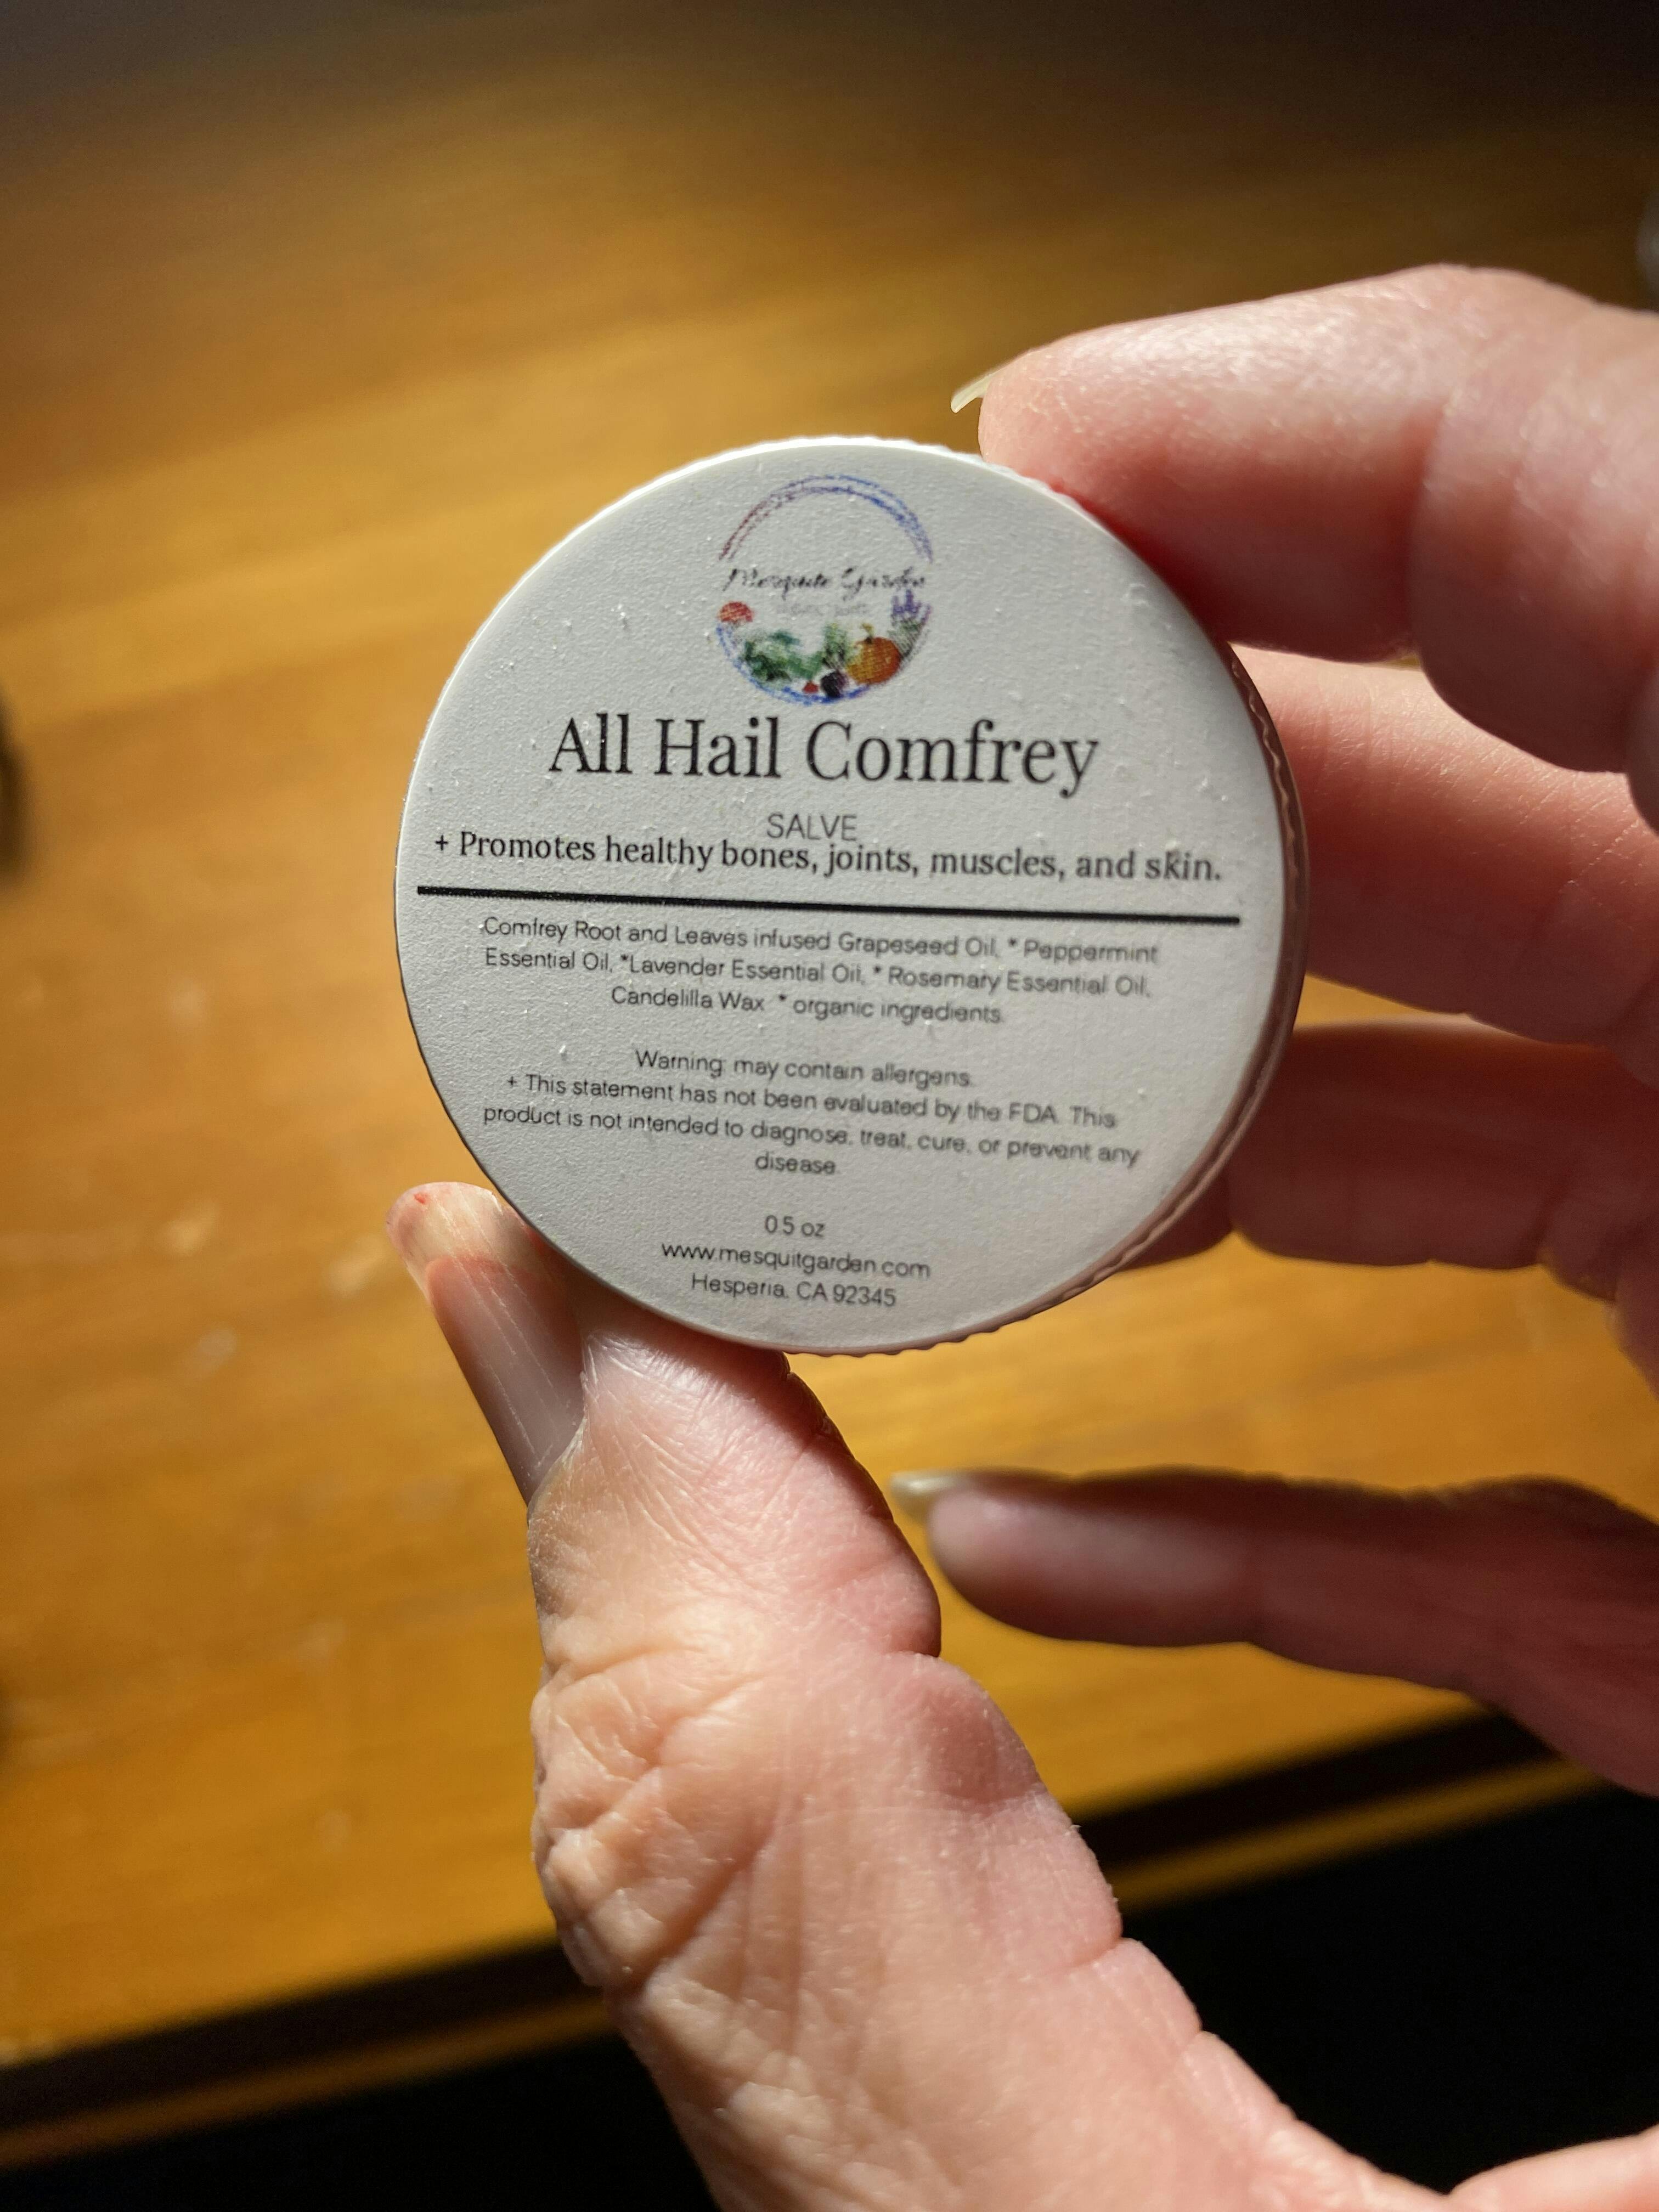 Mesquite Garden
All Hail Comfrey
SALVE
+ Promotes healthy bones, joints, muscles, and skin.
Comfrey Root and Leaves infused Grapeseed Oil, * Peppermint
Essential Oil, *Lavender Essential Oil, * Rosemary Essential Oil,
Candelilla Wax * organic ingredients.
Warning: may contain allergens.
+ This statement has not been evaluated by the FDA. This
product is not intended to diagnose, treat, cure, or prevent any
disease.
0.5 oz
www.mesquitgarden.com
Hesperia, CA 92345